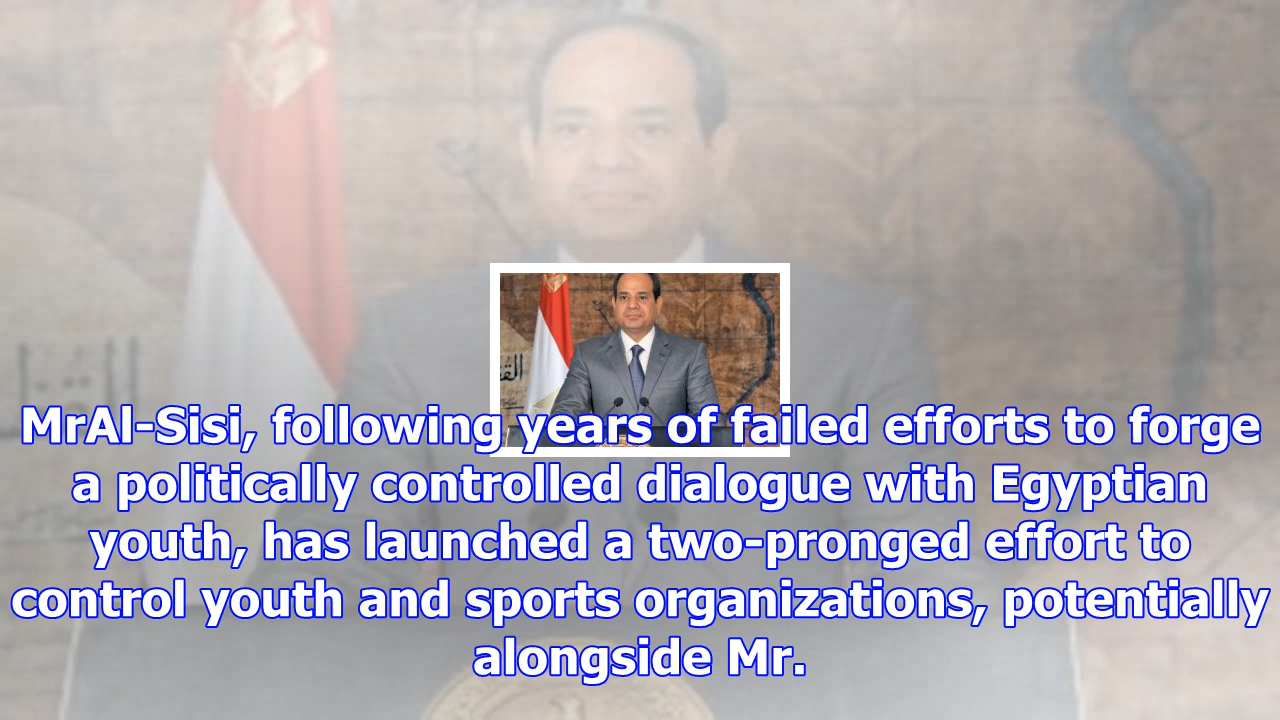 MrAl-Sisi, following years of failed efforts to forge
a politically controlled dialogue with Egyptian
youth, has launched a two-pronged effort to
control youth and sports organizations, potentially
alongside Mr.